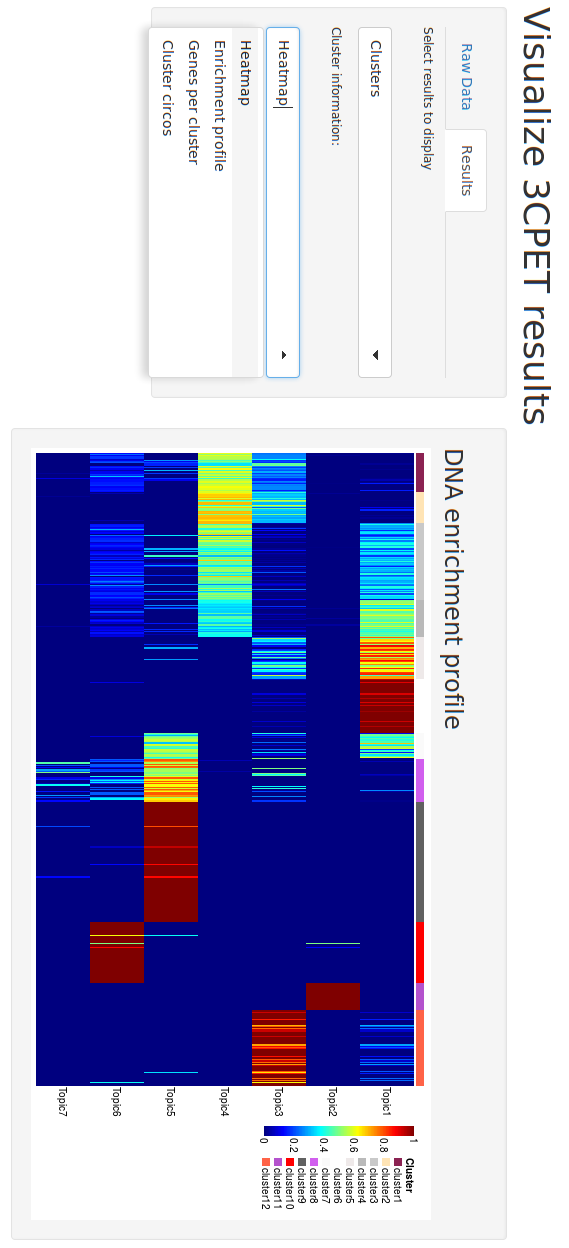 Visualize 3CPET results
Raw Data
Results
Select results to display
Clusters
Cluster information:
Heatmap
Heatmap
Enrichment profile
Genes per cluster
Cluster circos
DNA enrichment profile
Topic1
Topic2
Topic3
Topic4
Topic5
Topic6
Topic7
1
0.8
0.6
0.4
0.2
0
Cluster
cluster1
cluster2
cluster3
cluster4
cluster5
cluster6
cluster7
cluster8
cluster9
cluster10
cluster11
cluster12